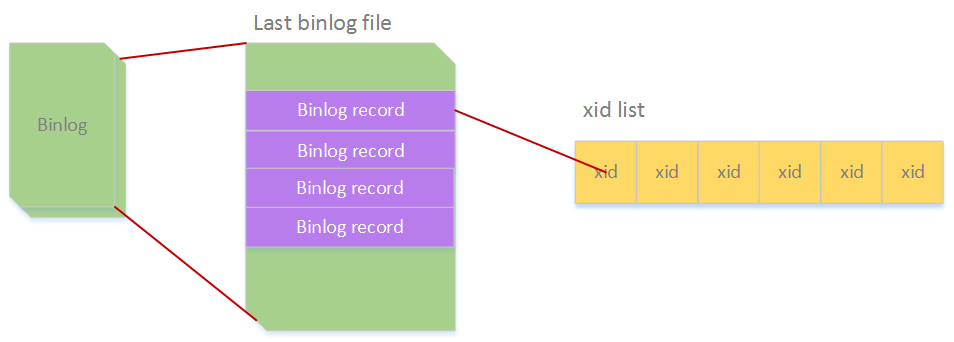 Last binlog file
Binlog
Binlog record
Binlog record
Binlog record
Binlog record
xid list
xid xid xid xid xid xid